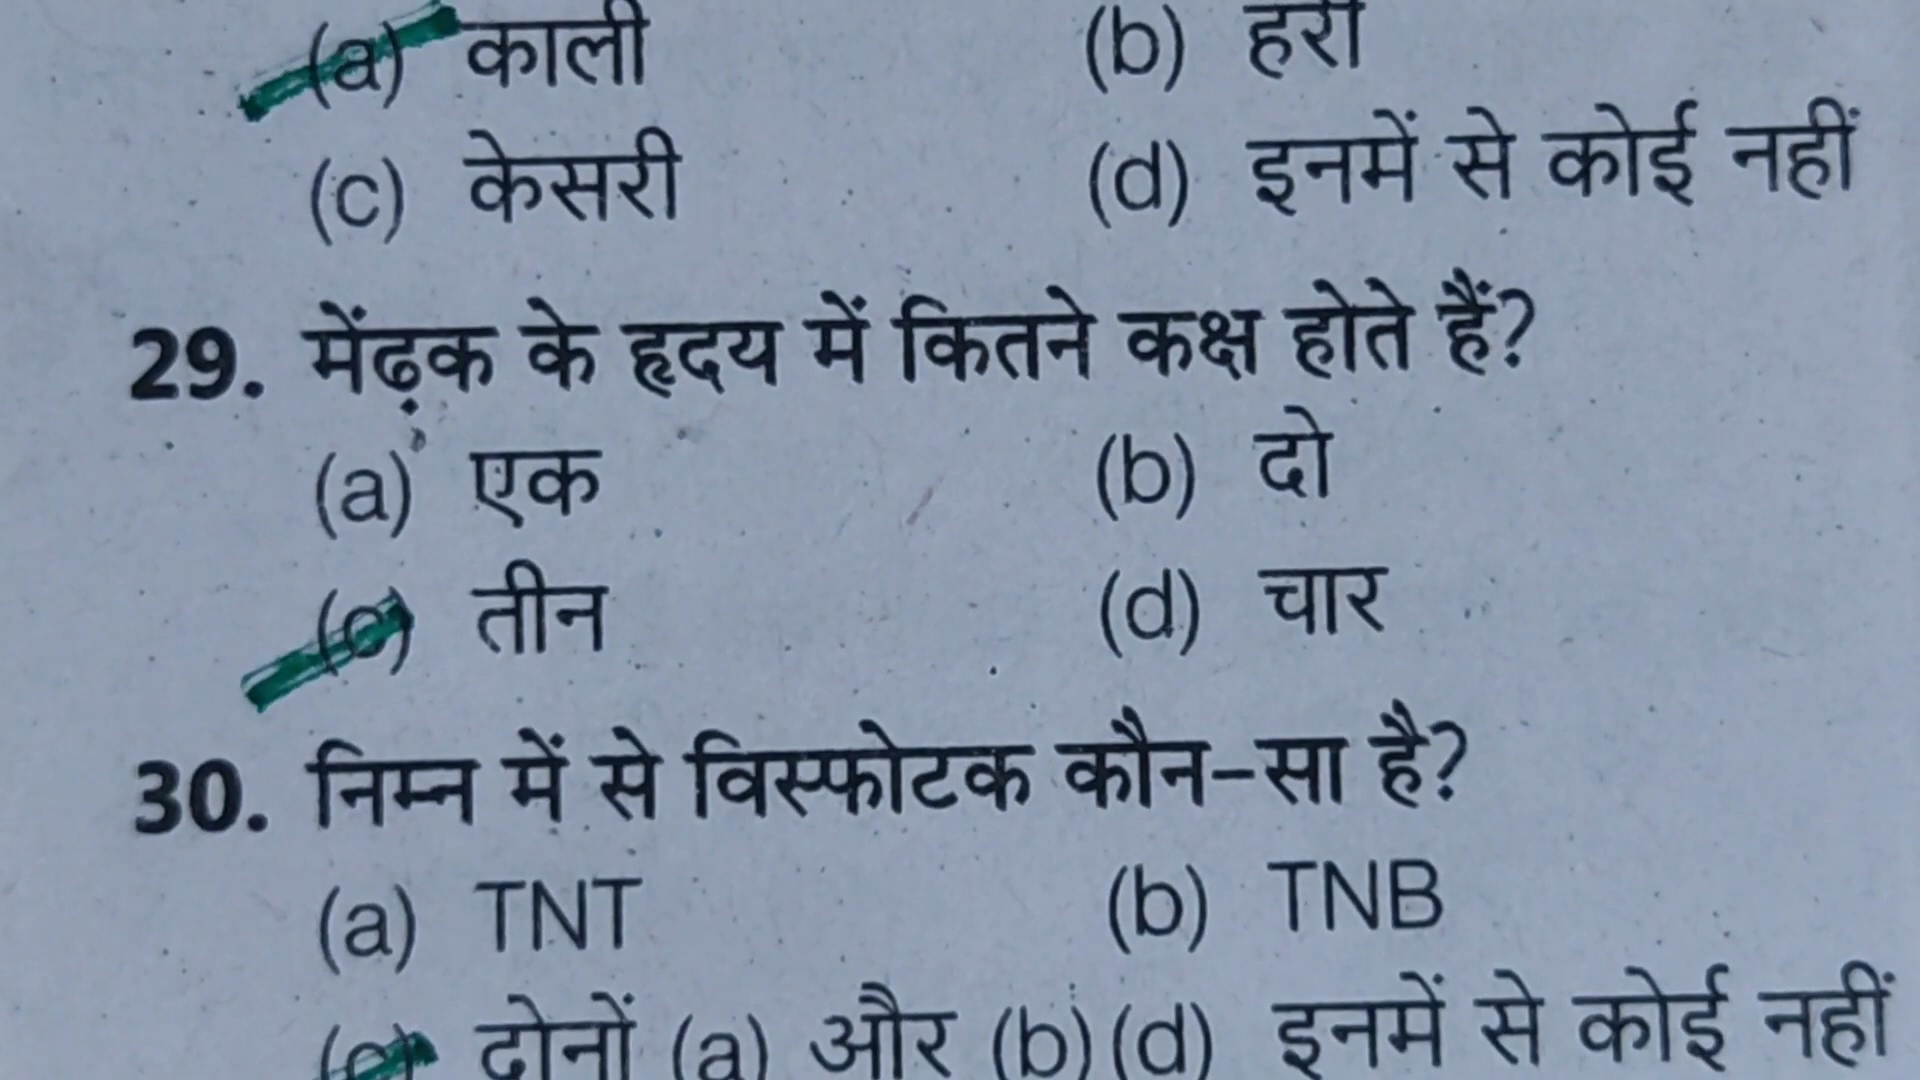 (a) काली (b) हरी
(c) केसरी (d) इनमें से कोई नहीं
29. मेंढ़क के हृदय में कितने कक्ष होते हैं?
(a) एक (b) दो
(c) तीन (d) चार
30. निम्न में से विस्फोटक कौन-सा है?
(a) TNT (b) TNB
(c) दोनों (a) और (b) (d) इनमें से कोई नहीं